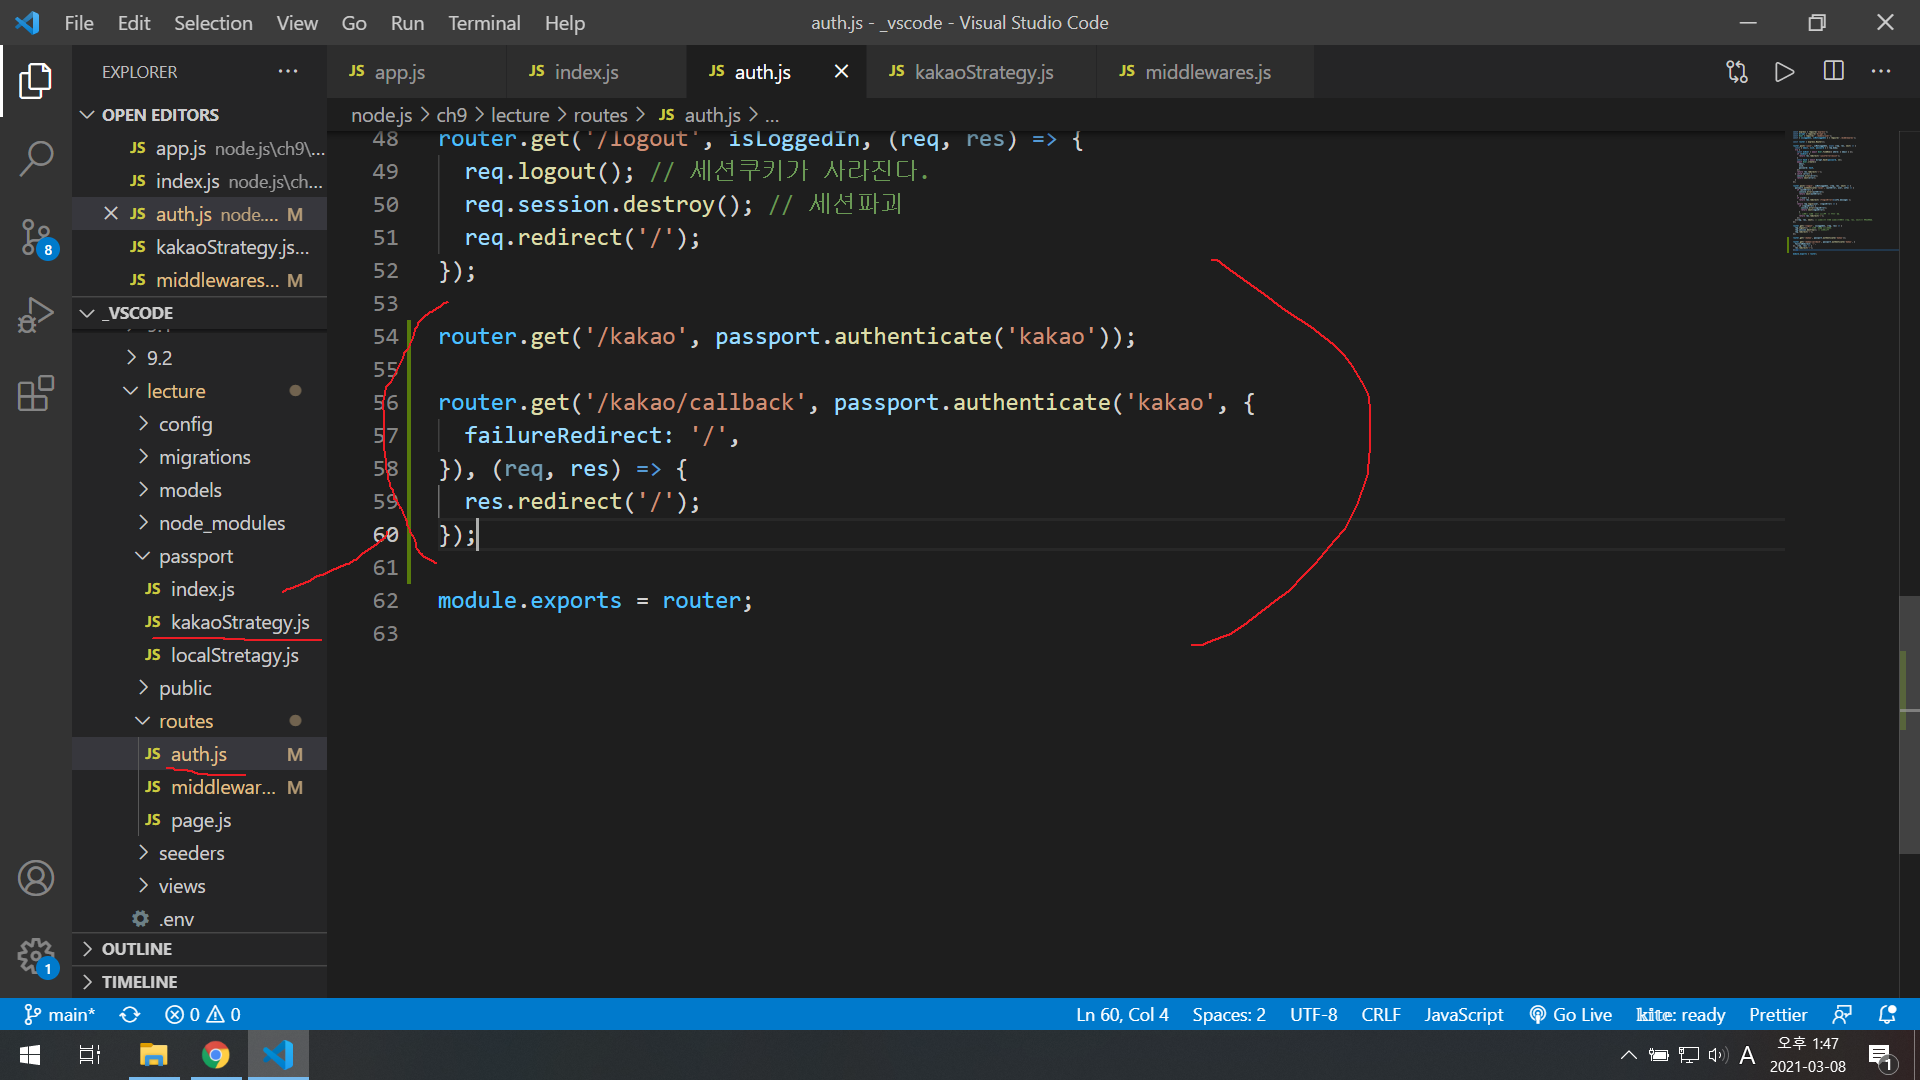 File Edit Selection View Go Run Terminal Help
auth.js - _vscode - Visual Studio Code
EXPLORER
JS app.js
JS index.js
JS auth.js
JS kakaoStrategy.js
JS middlewares.js
OPEN EDITORS
JS app.js node.js\ch9\...
JS index.js node.js\ch...
JS auth.js node.... M
JS kakaoStrategy.js...
JS middlewares... M
_VSCODE
9.2
lecture
config
migrations
models
node_modules
passport
JS index.js
JS kakaoStrategy.js
JS localStretagy.js
public
routes
JS auth.js M
JS middlewar... M
JS page.js
seeders
views
.env
OUTLINE
TIMELINE
8
1
node.js > ch9 > lecture > routes > JS auth.js > ...
48 router.get('/logout', isLoggedIn, (req, res) => {
49 req.logout(); // 세션쿠키가 사라진다.
50 req.session.destroy(); // 세션파괴
51 req.redirect('/');
52 });
53
54 router.get('/kakao', passport.authenticate('kakao'));
55
56 router.get('/kakao/callback', passport.authenticate('kakao', {
57 failureRedirect: '/',
58 }), (req, res) => {
59 res.redirect('/');
60 });
61
62 module.exports = router;
63
main* 0 0
Ln 60, Col 4 Spaces: 2 UTF-8 CRLF JavaScript Go Live kite: ready Prettier
A
오후 1:47
2021-03-08
1